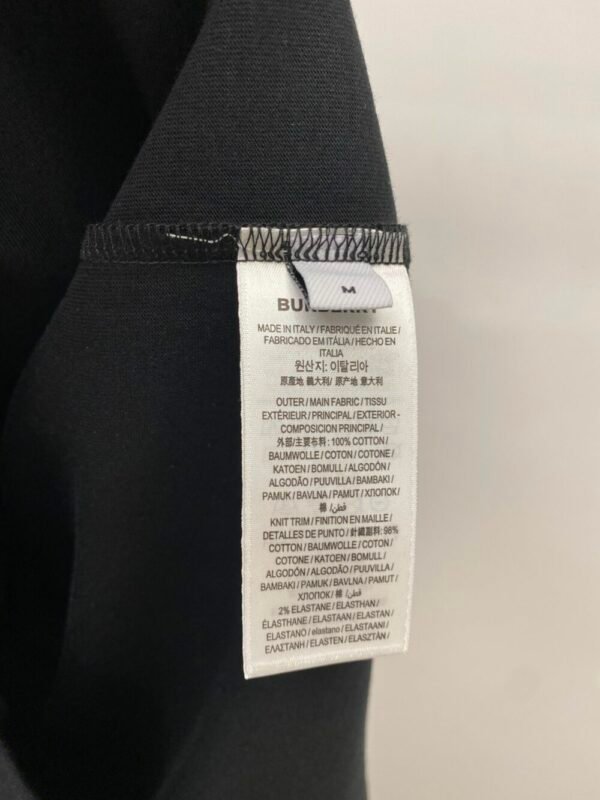 M
BURBERRY
MADE IN ITALY / FABRIQUÉ EN ITALIE /
FABRICADO EM ITÁLIA / HECHO EN
ITALIA
원산지: 이탈리아
原產地 義大利/ 原产地 意大利
OUTER / MAIN FABRIC / TISSU
EXTÉRIEUR / PRINCIPAL / EXTERIOR -
COMPOSICION PRINCIPAL /
外部/主要布料: 100% COTTON /
BAUMWOLLE / COTON / COTONE /
KATOEN / BOMULL / ALGODÓN /
ALGODÃO / PUUVILLA / BAMBAKI /
PAMUK / BAVLNA / PAMUT / ХЛОПОК /
棉 /قطن
KNIT TRIM / FINITION EN MAILLE /
DETALLES DE PUNTO / 針織副料: 98%
COTTON / BAUMWOLLE / COTON /
COTONE / KATOEN / BOMULL /
ALGODÓN / ALGODÃO / PUUVILLA /
BAMBAKI / PAMUK / BAVLNA / PAMUT /
ХЛОПОК / 棉 /قطن
2% ELASTANE / ELASTHAN /
ÉLASTHANE / ELASTAAN / ELASTAN /
ELASTANO / elastano / ELASTAANI /
ΕΛΑΣΤΑΝΗ / ELASTEN / ELASZTÁN /